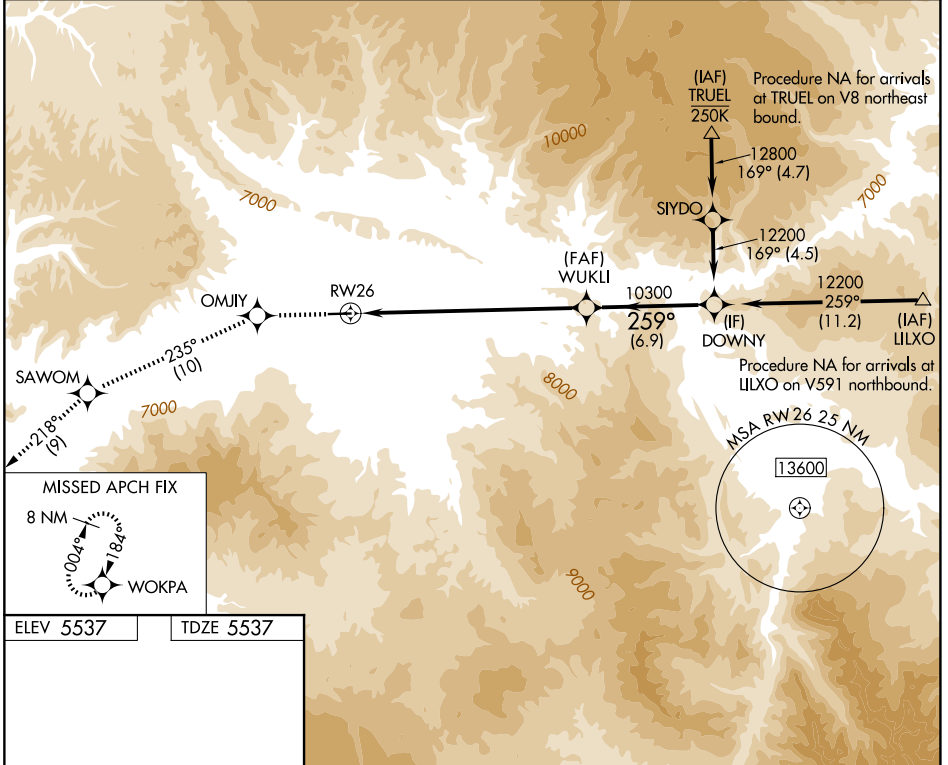 (IAF)
TRUEL
250K
Procedure NA for arrivals
at TRUEL on V8 northeast
bound.
10000
12800
169° (4.7)
7000
7000
SIYDO
12200
169° (4.5)
(FAF)
WUKLI
OMJIY
RW26
10300
259°
(6.9)
12200
259°
(11.2)
(IF)
DOWNY
(IAF)
LILXO
235°
(10)
SAWOM
Procedure NA for arrivals at
LILXO on V591 northbound.
8000
7000
218°
(9)
MSA RW26 25 NM
13600
MISSED APCH FIX
8 NM
004°
184°
WOKPA
9000
ELEV 5537
TDZE 5537